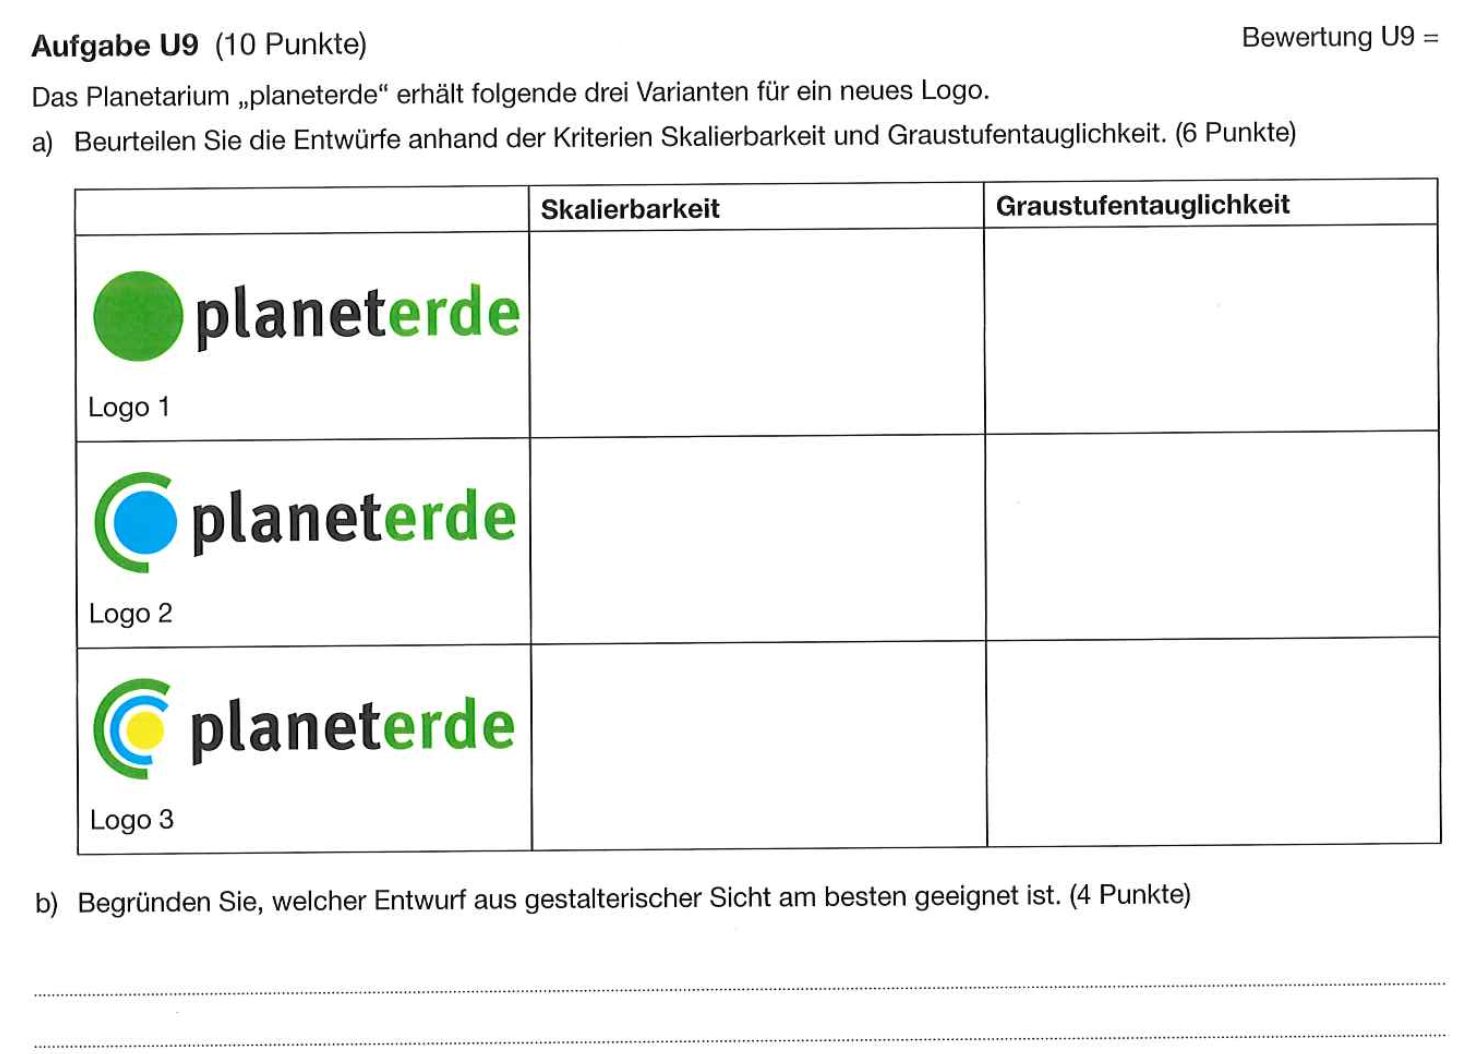 Aufgabe U9 (10 Punkte)
Bewertung U9 =
Das Planetarium „planeterde“ erhält folgende drei Varianten für ein neues Logo.
a) Beurteilen Sie die Entwürfe anhand der Kriterien Skalierbarkeit und Graustufentauglichkeit. (6 Punkte)
Skalierbarkeit
Graustufentauglichkeit
planeterde
Logo 1
planeterde
Logo 2
planeterde
Logo 3
b) Begründen Sie, welcher Entwurf aus gestalterischer Sicht am besten geeignet ist. (4 Punkte)